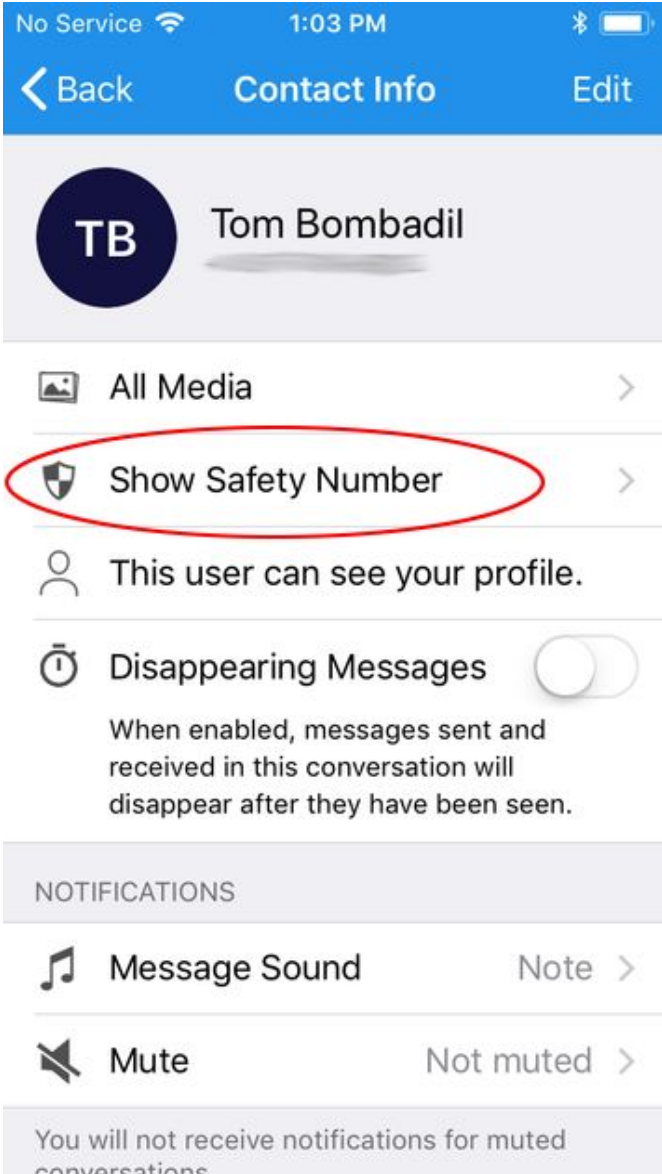 No Service 1:03 PM
Back Contact Info Edit
TB Tom Bombadil
All Media
Show Safety Number
This user can see your profile.
Disappearing Messages
When enabled, messages sent and
received in this conversation will
disappear after they have been seen.
NOTIFICATIONS
Message Sound Note
Mute Not muted
You will not receive notifications for muted
conversations